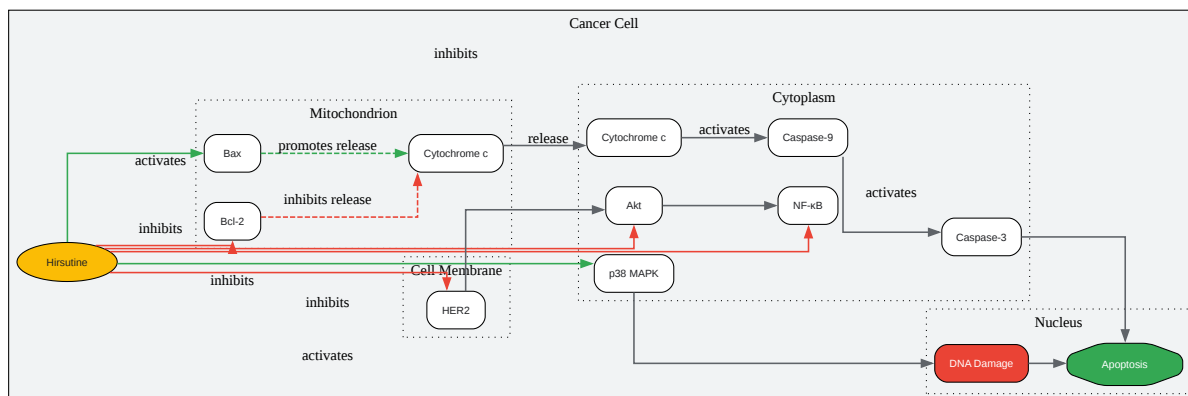 Cancer Cell
inhibits
Mitochondrion
Cytoplasm
Bax
promotes release
Cytochrome c
release
Cytochrome c
activates
Caspase-9
activates
Bcl-2
inhibits release
Akt
NF-κB
activates
inhibits
Caspase-3
Hirsutine
Cell Membrane
p38 MAPK
inhibits
inhibits
HER2
Nucleus
activates
DNA Damage
Apoptosis